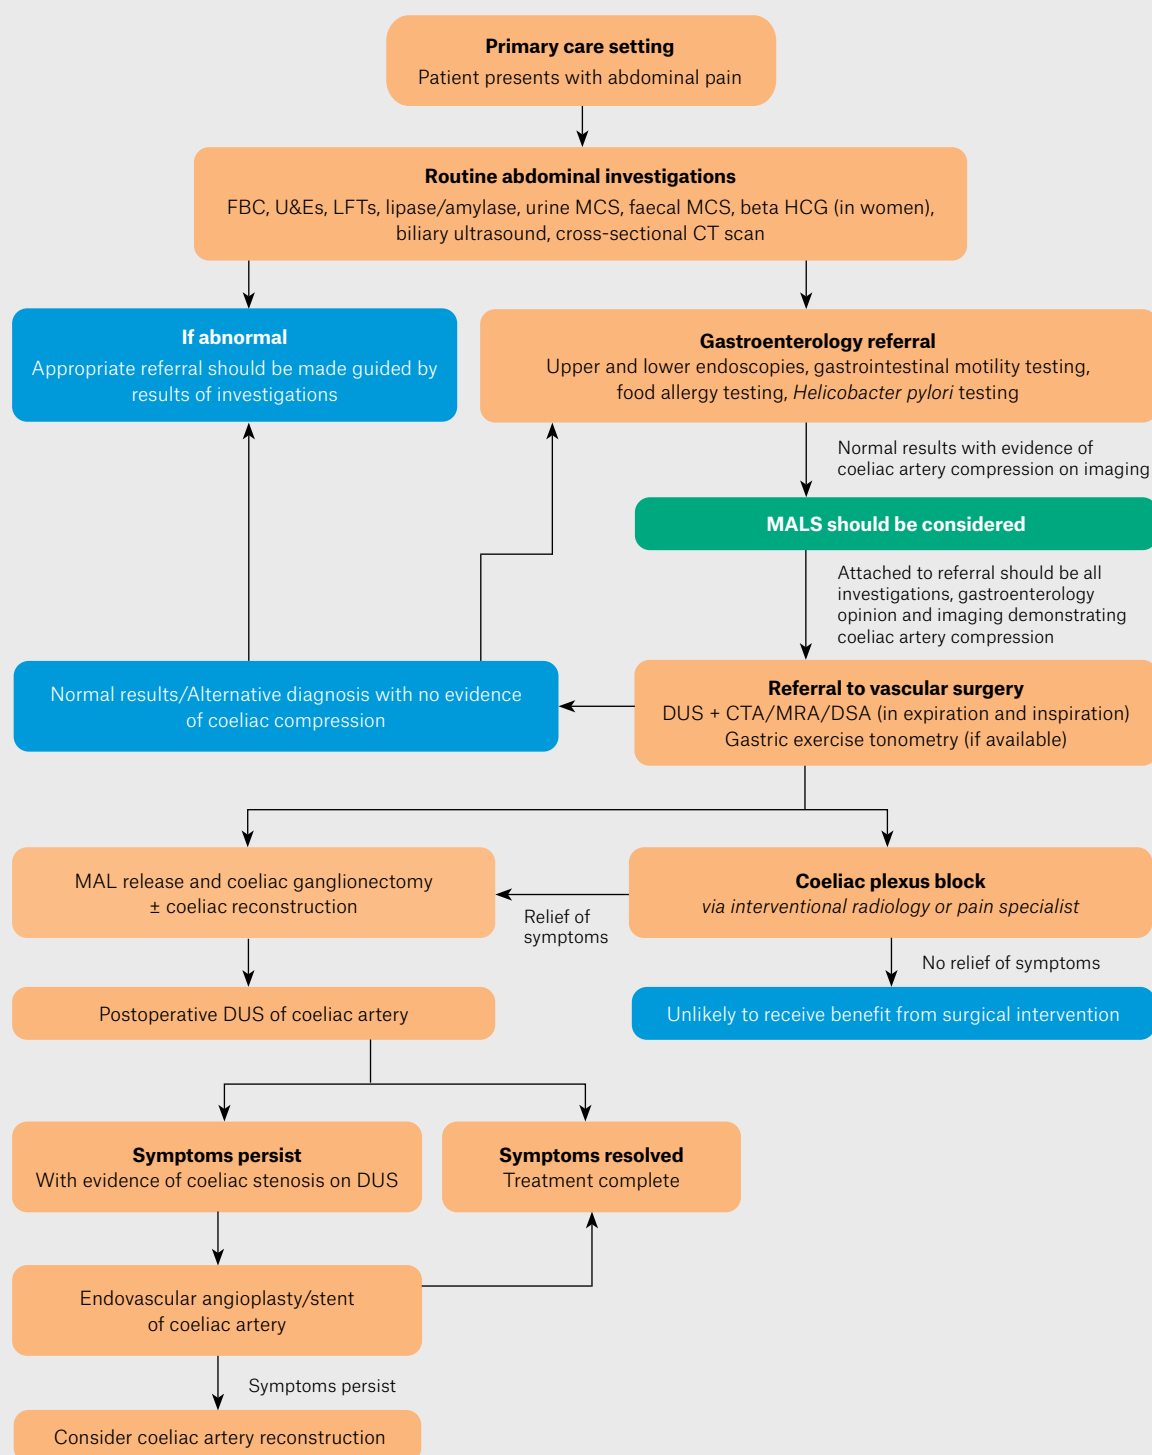 Primary care setting
Patient presents with abdominal pain
Routine abdominal investigations
FBC, U&Es, LFTs, lipase/amylase, urine MCS, faecal MCS, beta HCG (in women),
biliary ultrasound, cross-sectional CT scan
If abnormal
Appropriate referral should be made guided by
results of investigations
Gastroenterology referral
Upper and lower endoscopies, gastrointestinal motility testing,
food allergy testing, Helicobacter pylori testing
Normal results with evidence of
coeliac artery compression on imaging
MALS should be considered
Attached to referral should be all
investigations, gastroenterology
opinion and imaging demonstrating
coeliac artery compression
Normal results/Alternative diagnosis with no evidence
of coeliac compression
Referral to vascular surgery
DUS + CTA/MRA/DSA (in expiration and inspiration)
Gastric exercise tonometry (if available)
MAL release and coeliac ganglionectomy
± coeliac reconstruction
Relief of
symptoms
Coeliac plexus block
via interventional radiology or pain specialist
No relief of symptoms
Postoperative DUS of coeliac artery
Unlikely to receive benefit from surgical intervention
Symptoms persist
With evidence of coeliac stenosis on DUS
Symptoms resolved
Treatment complete
Endovascular angioplasty/stent
of coeliac artery
Symptoms persist
Consider coeliac artery reconstruction